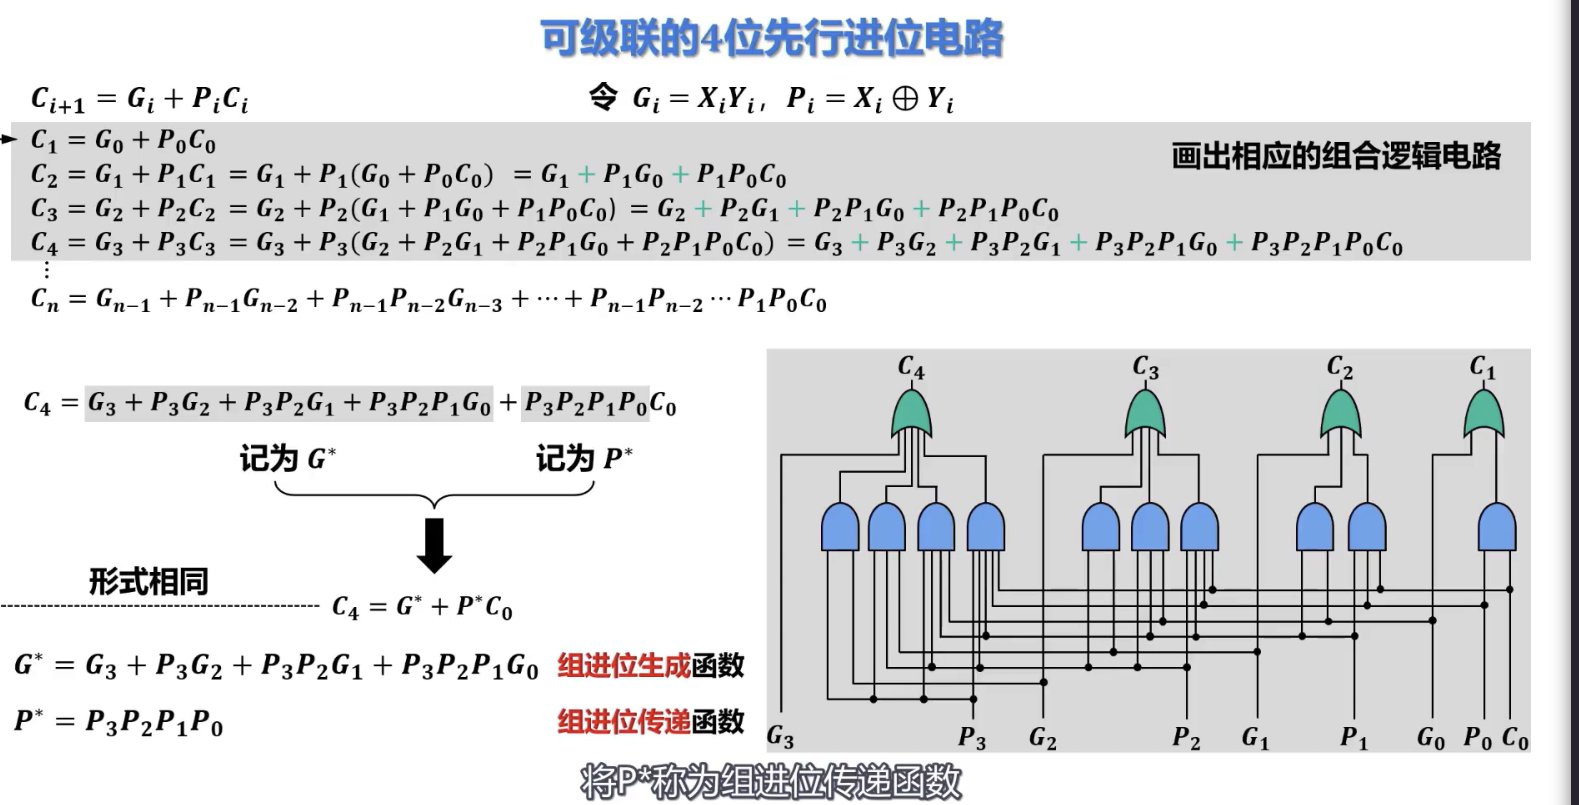 可级联的4位先行进位电路
C_{i+1} = G_i + P_iC_i
令 G_i = X_iY_i, P_i = X_i ⊕ Y_i
C_1 = G_0 + P_0C_0
画出相应的组合逻辑电路
C_2 = G_1 + P_1C_1 = G_1 + P_1(G_0 + P_0C_0) = G_1 + P_1G_0 + P_1P_0C_0
C_3 = G_2 + P_2C_2 = G_2 + P_2(G_1 + P_1G_0 + P_1P_0C_0) = G_2 + P_2G_1 + P_2P_1G_0 + P_2P_1P_0C_0
C_4 = G_3 + P_3C_3 = G_3 + P_3(G_2 + P_2G_1 + P_2P_1G_0 + P_2P_1P_0C_0) = G_3 + P_3G_2 + P_3P_2G_1 + P_3P_2P_1G_0 + P_3P_2P_1P_0C_0
⋮
C_n = G_{n−1} + P_{n−1}G_{n−2} + P_{n−1}P_{n−2}G_{n−3} + ⋯ + P_{n−1}P_{n−2} ⋯ P_1P_0C_0
C_4 = G_3 + P_3G_2 + P_3P_2G_1 + P_3P_2P_1G_0 + P_3P_2P_1P_0C_0
记为 G* 记为 P*
形式相同
C_4 = G* + P*C_0
G* = G_3 + P_3G_2 + P_3P_2G_1 + P_3P_2P_1G_0 组进位生成函数
P* = P_3P_2P_1P_0 组进位传递函数
C_4 C_3 C_2 C_1
G_3 P_3 G_2 P_2 G_1 P_1 G_0 P_0 C_0
将P*称为组进位传递函数